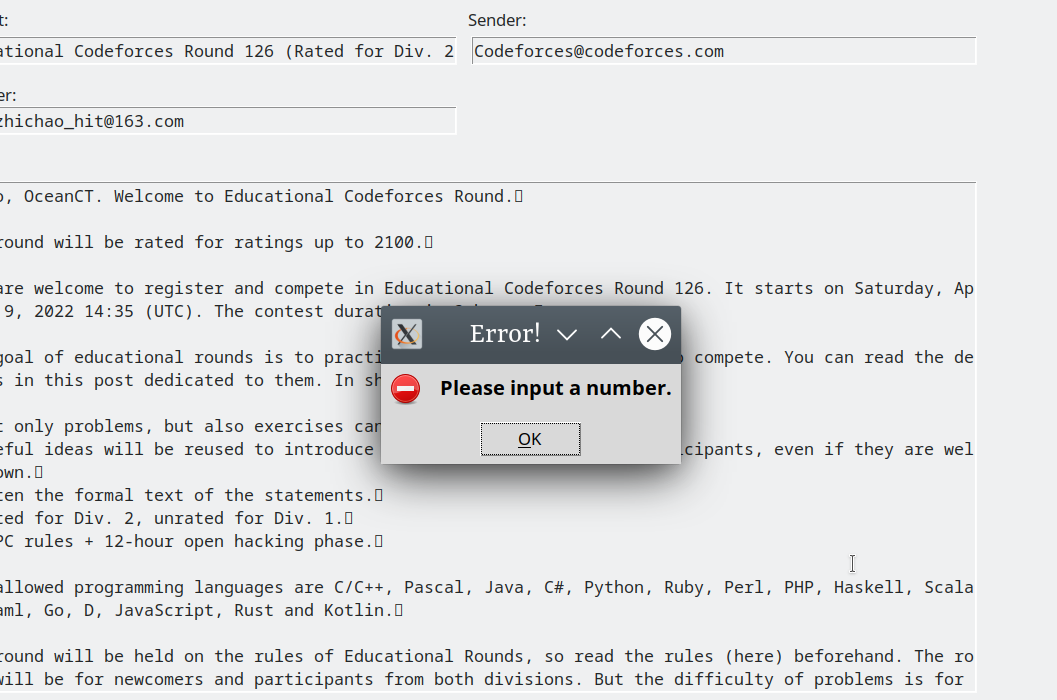 t:
Sender:
ational Codeforces Round 126 (Rated for Div. 2
Codeforces@codeforces.com
er:
zhichao_hit@163.com
o, OceanCT. Welcome to Educational Codeforces Round.
round will be rated for ratings up to 2100.
are welcome to register and compete in Educational Codeforces Round 126. It starts on Saturday, Ap
9, 2022 14:35 (UTC). The contest durat
goal of educational rounds is to practi
compete. You can read the de
s in this post dedicated to them. In sh
Error!
Please input a number.
OK
t only problems, but also exercises can
eful ideas will be reused to introduce
icipants, even if they are wel
own.
ten the formal text of the statements.
ted for Div. 2, unrated for Div. 1.
PC rules + 12-hour open hacking phase.
allowed programming languages are C/C++, Pascal, Java, C#, Python, Ruby, Perl, PHP, Haskell, Scala
aml, Go, D, JavaScript, Rust and Kotlin.
round will be held on the rules of Educational Rounds, so read the rules (here) beforehand. The ro
will be for newcomers and participants from both divisions. But the difficulty of problems is for